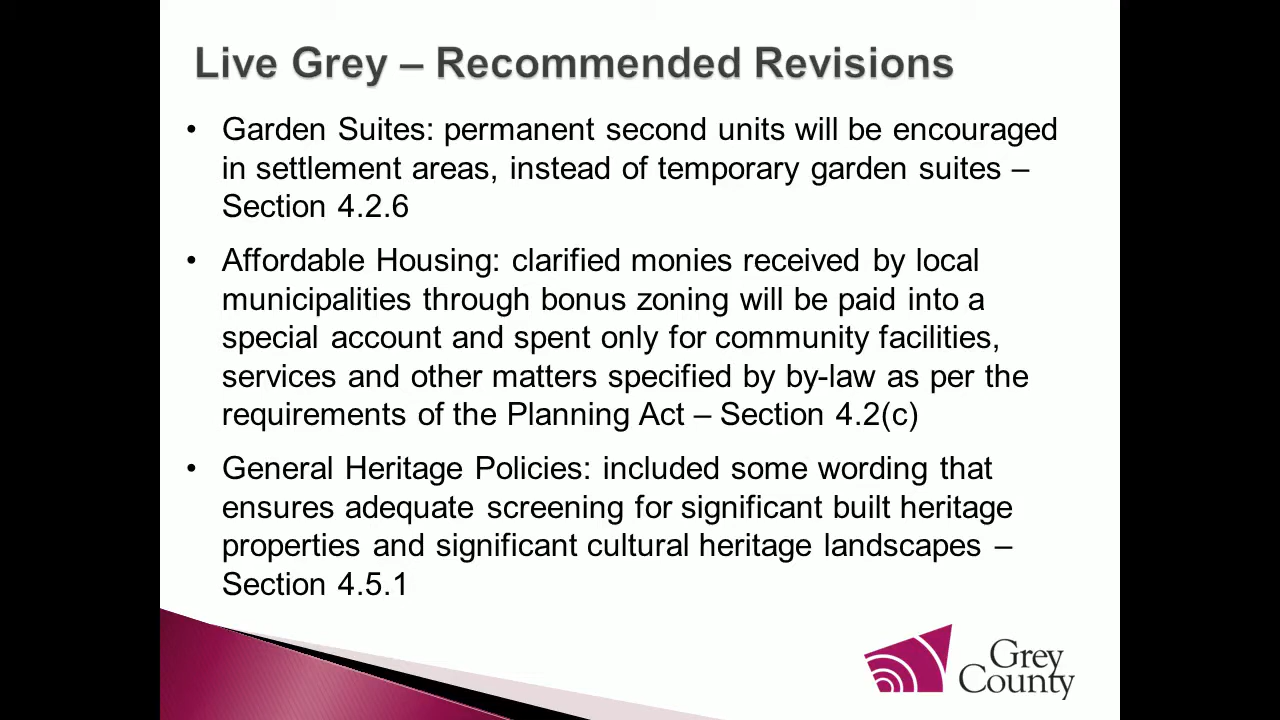 Live Grey – Recommended Revisions
• Garden Suites: permanent second units will be encouraged
in settlement areas, instead of temporary garden suites –
Section 4.2.6
• Affordable Housing: clarified monies received by local
municipalities through bonus zoning will be paid into a
special account and spent only for community facilities,
services and other matters specified by by-law as per the
requirements of the Planning Act – Section 4.2(c)
• General Heritage Policies: included some wording that
ensures adequate screening for significant built heritage
properties and significant cultural heritage landscapes –
Section 4.5.1
Grey
County